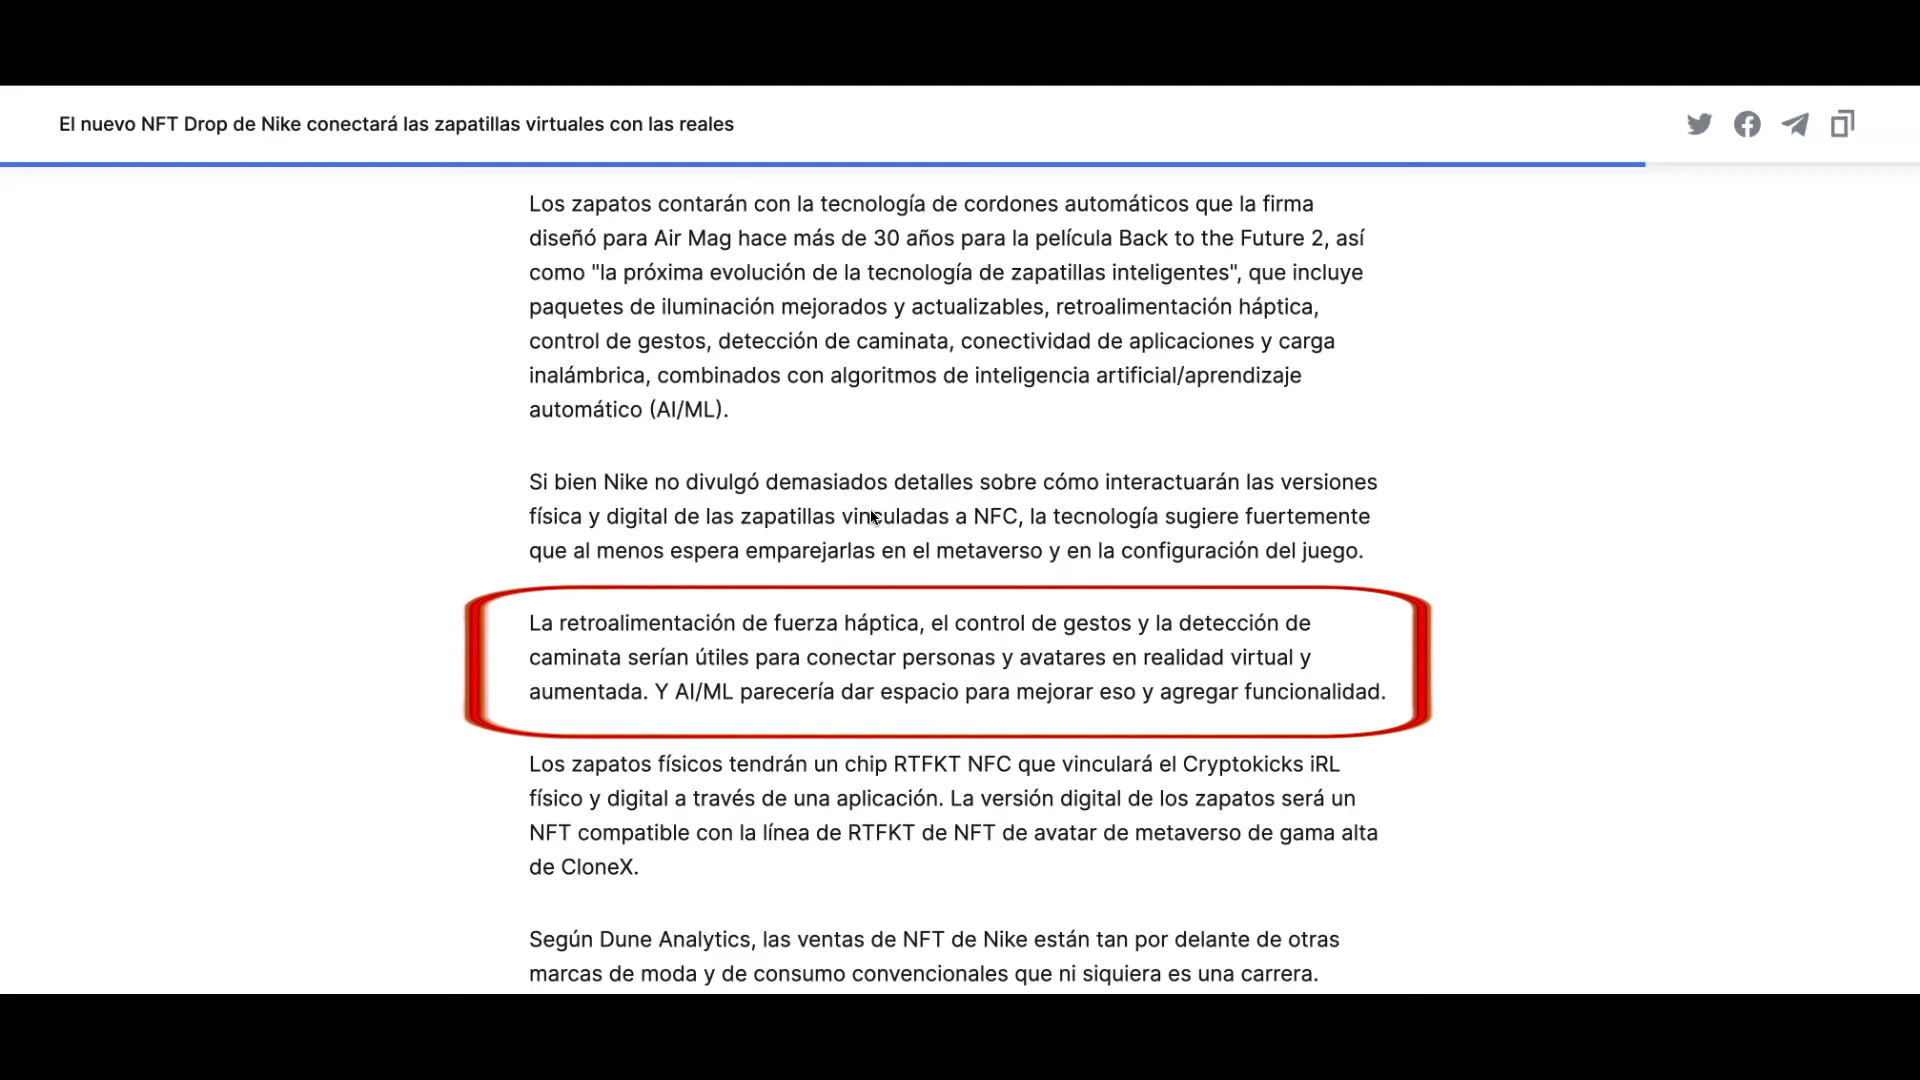 El nuevo NFT Drop de Nike conectará las zapatillas virtuales con las reales
Los zapatos contarán con la tecnología de cordones automáticos que la firma
diseñó para Air Mag hace más de 30 años para la película Back to the Future 2, así
como "la próxima evolución de la tecnología de zapatillas inteligentes", que incluye
paquetes de iluminación mejorados y actualizables, retroalimentación háptica,
control de gestos, detección de caminata, conectividad de aplicaciones y carga
inalámbrica, combinados con algoritmos de inteligencia artificial/aprendizaje
automático (AI/ML).
Si bien Nike no divulgó demasiados detalles sobre cómo interactuarán las versiones
física y digital de las zapatillas vinculadas a NFC, la tecnología sugiere fuertemente
que al menos espera emparejarlas en el metaverso y en la configuración del juego.
La retroalimentación de fuerza háptica, el control de gestos y la detección de
caminata serían útiles para conectar personas y avatares en realidad virtual y
aumentada. Y AI/ML parecería dar espacio para mejorar eso y agregar funcionalidad.
Los zapatos físicos tendrán un chip RTFKT NFC que vinculará el Cryptokicks iRL
físico y digital a través de una aplicación. La versión digital de los zapatos será un
NFT compatible con la línea de RTFKT de NFT de avatar de metaverso de gama alta
de CloneX.
Según Dune Analytics, las ventas de NFT de Nike están tan por delante de otras
marcas de moda y de consumo convencionales que ni siquiera es una carrera.